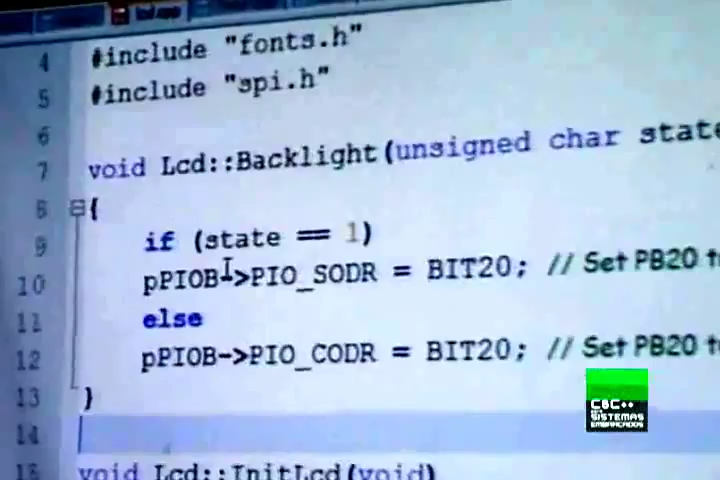 4 #include "fonts.h"
5 #include "spi.h"
6
7 void Lcd::Backlight(unsigned char state
8 {
9 if (state == 1)
10 pPIOB->PIO_SODR = BIT20; // Set PB20 t
11 else
12 pPIOB->PIO_CODR = BIT20; // Set PB20 t
13 }
14
15 void Lcd::InitLcd(void)
C&C++
SISTEMAS
EMBARCADOS